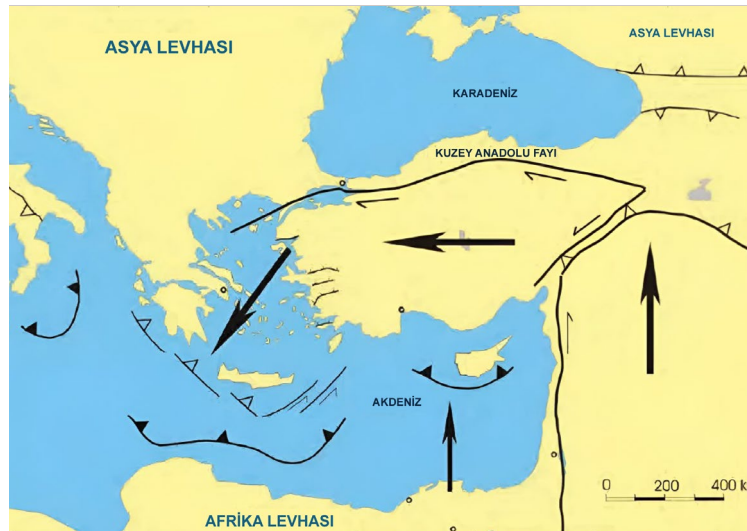 ASYA LEVHASI
ASYA LEVHASI
KARADENİZ
KUZEY ANADOLU FAYI
AKDENİZ
0 200 400 k
AFRİKA LEVHASI